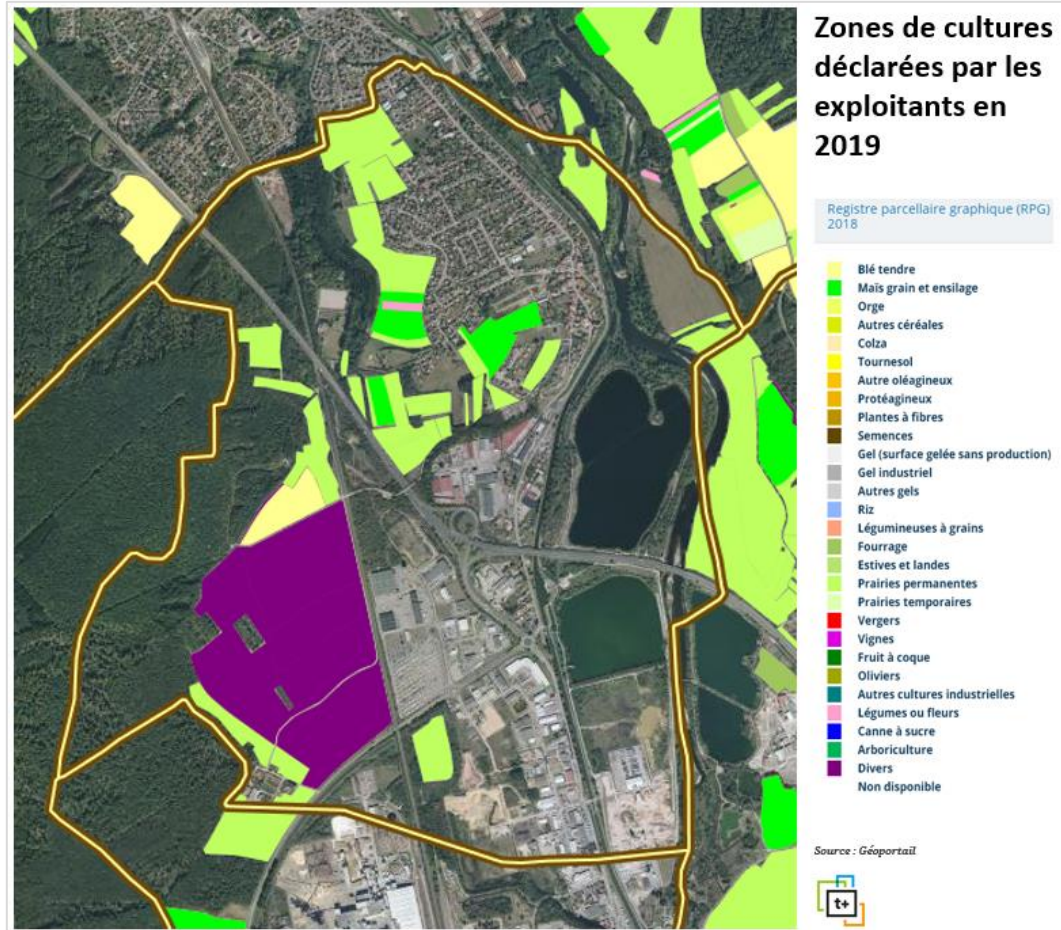 Zones de cultures
déclarées par les
exploitants en
2019
Registre parcellaire graphique (RPG)
2018
Blé tendre
Maïs grain et ensilage
Orge
Autres céréales
Colza
Tournesol
Autre oléagineux
Protéagineux
Plantes à fibres
Semences
Gel (surface gelée sans production)
Gel industriel
Autres gels
Riz
Légumineuses à grains
Fourrage
Estives et landes
Prairies permanentes
Prairies temporaires
Vergers
Vignes
Fruit à coque
Oliviers
Autres cultures industrielles
Légumes ou fleurs
Canne à sucre
Arboriculture
Divers
Non disponible
Source : Géoportail
t+